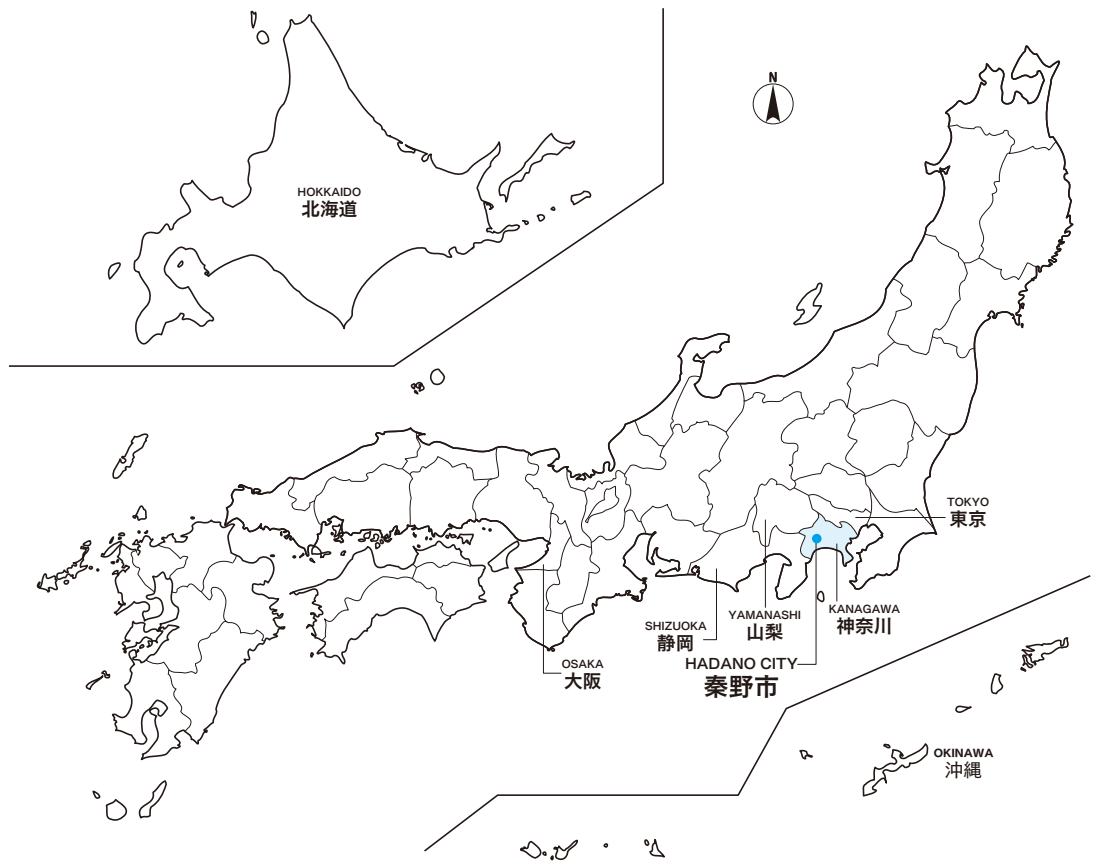 N
HOKKAIDO
北海道
TOKYO
東京
KANAGAWA
神奈川
YAMANASHI
山梨
SHIZUOKA
静岡
HADANO CITY
秦野市
OSAKA
大阪
OKINAWA
沖縄